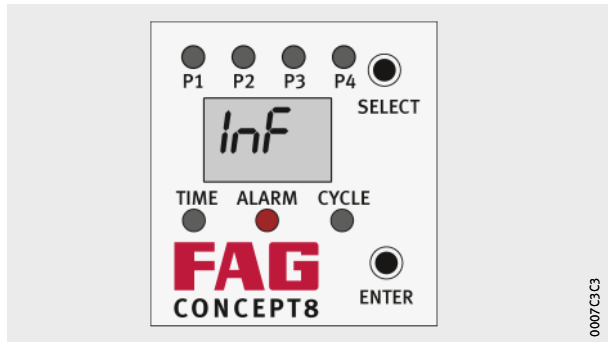 P1 P2 P3 P4
SELECT
InF
TIME ALARM CYCLE
FAG
CONCEPT8
ENTER
0007C3C3